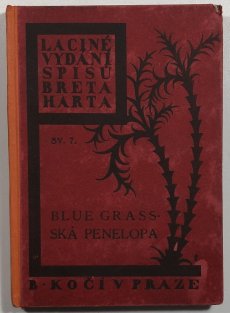 LACINÉ
VYDÁNÍ
SPISŮ
BRETA
HARTA
SV. 7.
BLUE GRASS-
SKÁ PENELOPA
B · KOČÍ V PRAZE